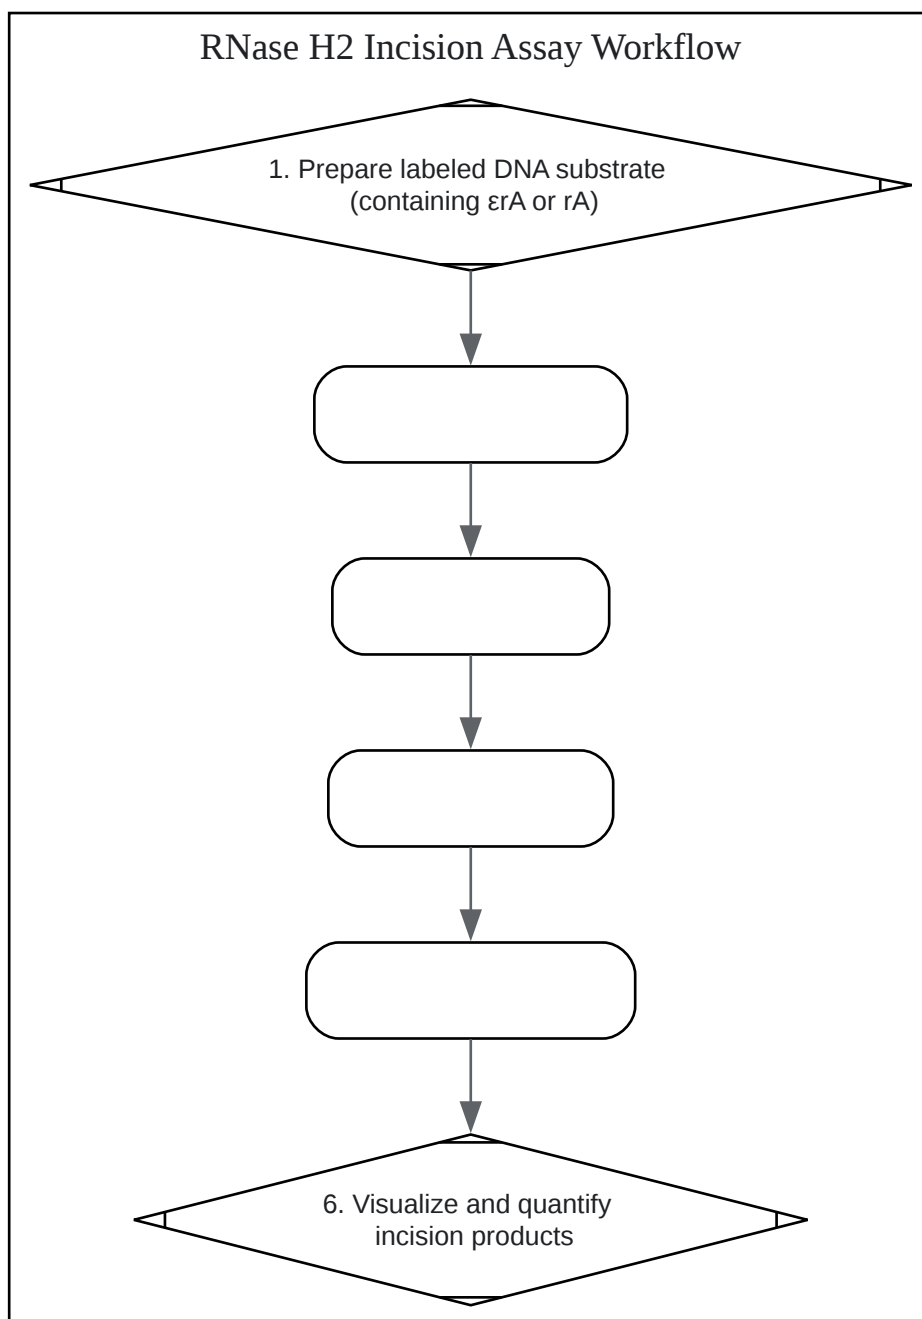 RNase H2 Incision Assay Workflow
1. Prepare labeled DNA substrate
(containing εrA or rA)
6. Visualize and quantify
incision products